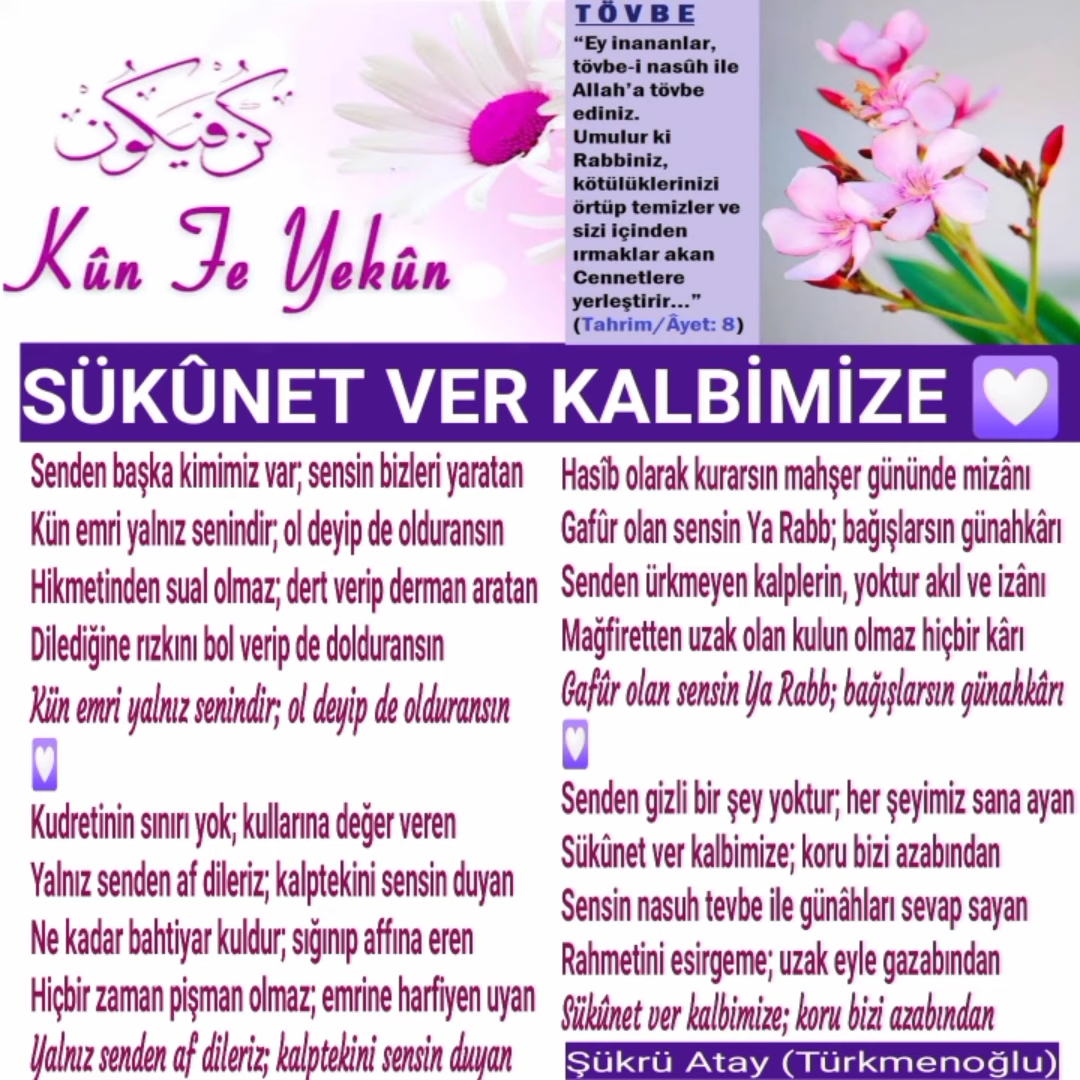 كن فيكون
Kûn Fe Yekûn
TÖVBE
“Ey inananlar,
tövbe-i nasûh ile
Allah’a tövbe
ediniz.
Umulur ki
Rabbiniz,
kötülüklerinizi
örtüp temizler ve
sizi içinden
ırmaklar akan
Cennetlere
yerleştirir...”
(Tahrim/Âyet: 8)
SÜKÛNET VER KALBİMİZE
Senden başka kimimiz var; sensin bizleri yaratan
Kün emri yalnız senindir; ol deyip de olduransın
Hikmetinden sual olmaz; dert verip derman aratan
Dilediğine rızkını bol verip de dolduransın
Kün emri yalnız senindir; ol deyip de olduransın
Kudretinin sınırı yok; kullarına değer veren
Yalnız senden af dileriz; kalptekini sensin duyan
Ne kadar bahtiyar kuldur; sığınıp affına eren
Hiçbir zaman pişman olmaz; emrine harfiyen uyan
Yalnız senden af dileriz; kalptekini sensin duyan
Hasîb olarak kurarsın mahşer gününde mizânı
Gafûr olan sensin Ya Rabb; bağışlarsın günahkârı
Senden ürkmeyen kalplerin, yoktur akıl ve izânı
Mağfiretten uzak olan kulun olmaz hiçbir kârı
Gafûr olan sensin Ya Rabb; bağışlarsın günahkârı
Senden gizli bir şey yoktur; her şeyimiz sana ayan
Sükûnet ver kalbimize; koru bizi azabından
Sensin nasuh tevbe ile günâhları sevap sayan
Rahmetini esirgeme; uzak eyle gazabından
Sükûnet ver kalbimize; koru bizi azabından
Şükrü Atay (Türkmenoğlu)